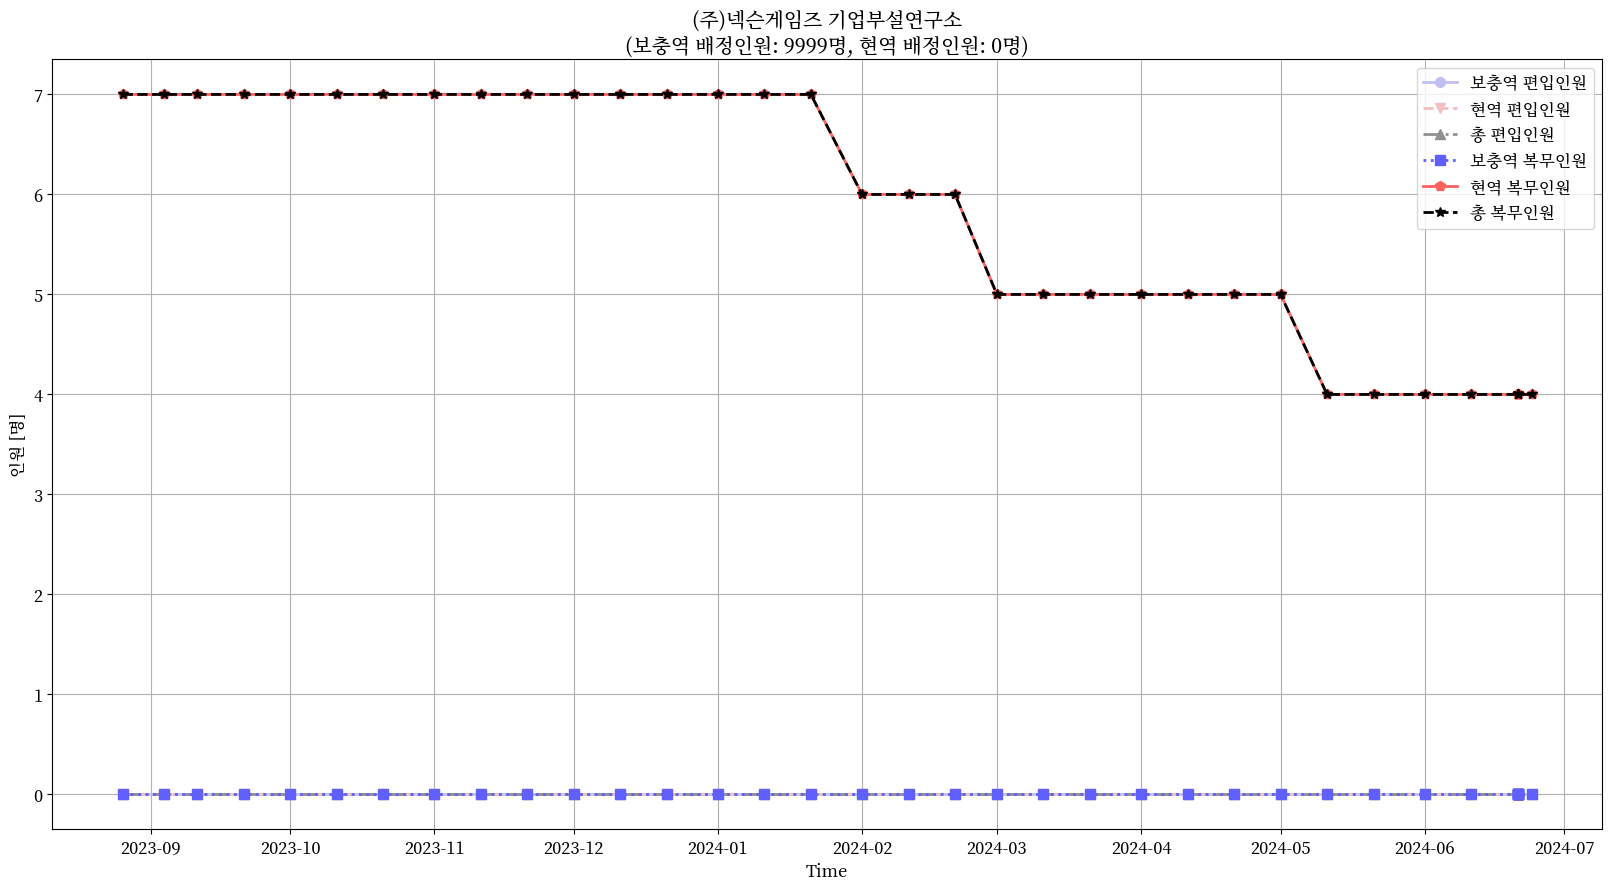 (주)넥슨게임즈 기업부설연구소
(보충역 배정인원: 9999명, 현역 배정인원: 0명)
보충역 편입인원
현역 편입인원
총 편입인원
보충역 복무인원
현역 복무인원
총 복무인원
인원 [명]
7
6
5
4
3
2
1
0
2023-09 2023-10 2023-11 2023-12 2024-01 2024-02 2024-03 2024-04 2024-05 2024-06 2024-07
Time